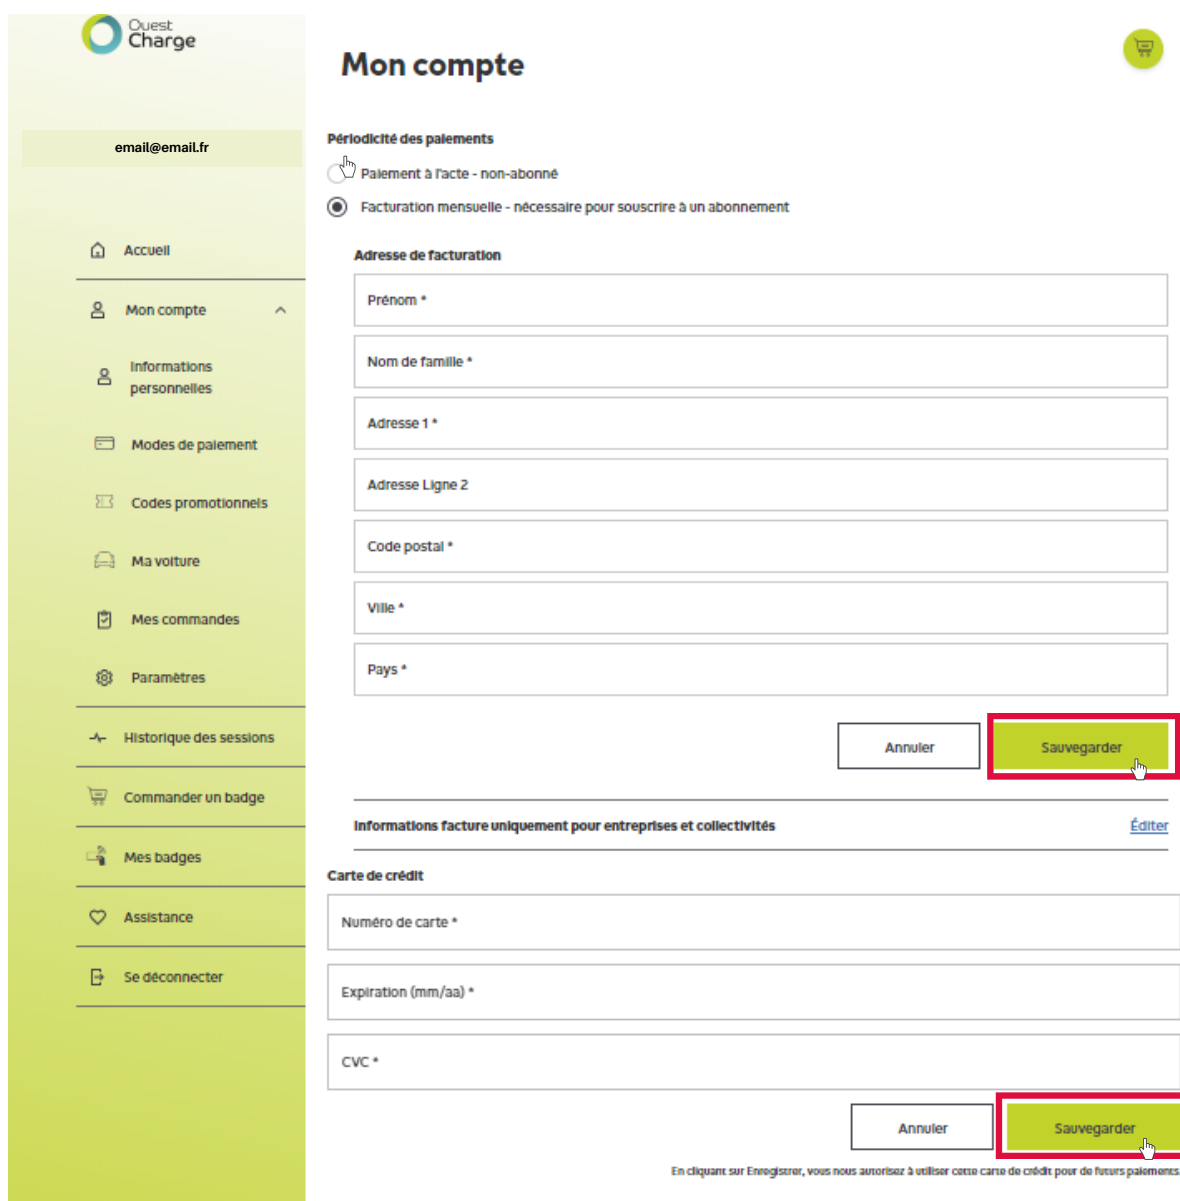 Ouest
Charge
Mon compte
email@email.fr
Périodicité des paiements
Paiement à l'acte - non-abonné
Facturation mensuelle - nécessaire pour souscrire à un abonnement
Accueil
Mon compte
Informations
personnelles
Modes de paiement
Codes promotionnels
Ma voiture
Mes commandes
Paramètres
Historique des sessions
Commander un badge
Mes badges
Assistance
Se déconnecter
Adresse de facturation
Prénom *
Nom de famille *
Adresse 1 *
Adresse Ligne 2
Code postal *
Ville *
Pays *
Annuler
Sauvegarder
Informations facture uniquement pour entreprises et collectivités
Éditer
Carte de crédit
Numéro de carte *
Expiration (mm/aa) *
CVC *
Annuler
Sauvegarder
En cliquant sur Enregistrer, vous nous autorisez à utiliser cette carte de crédit pour de futurs paiements.